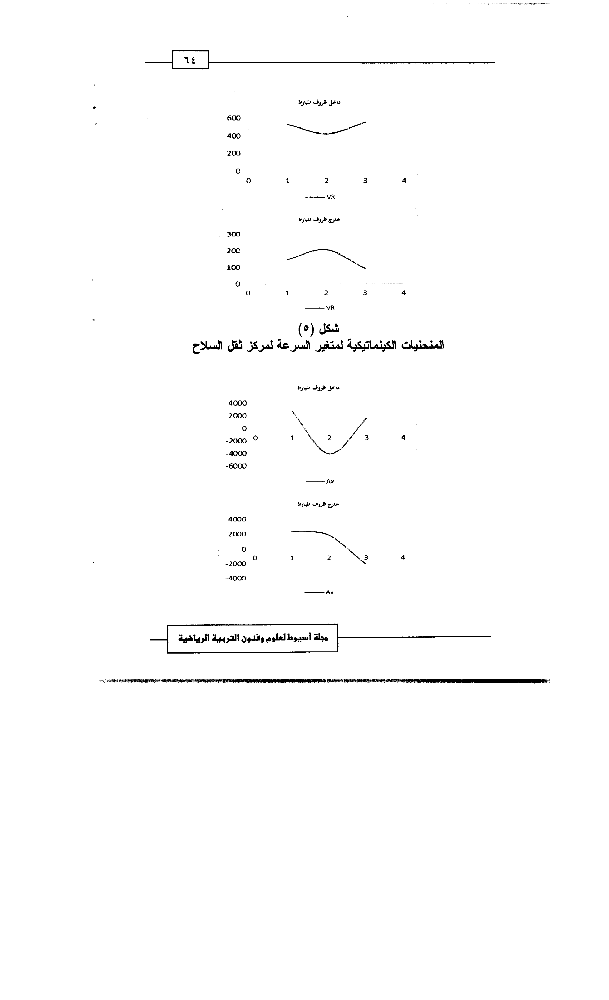 ٦٤
داخل ظروف المباراة
600
400
200
0
0 1 2 3 4
VR
خارج ظروف المباراة
300
200
100
0
0 1 2 3 4
VR
شكل (٥)
المنحنيات الكينماتيكية لمتغير السرعة لمركز ثقل السلاح
داخل ظروف المباراة
4000
2000
0
-2000
-4000
-6000
0 1 2 3 4
Ax
خارج ظروف المباراة
4000
2000
0
-2000
-4000
0 1 2 3 4
Ax
مجلة أسيوط لعلوم وفنون التربية الرياضية